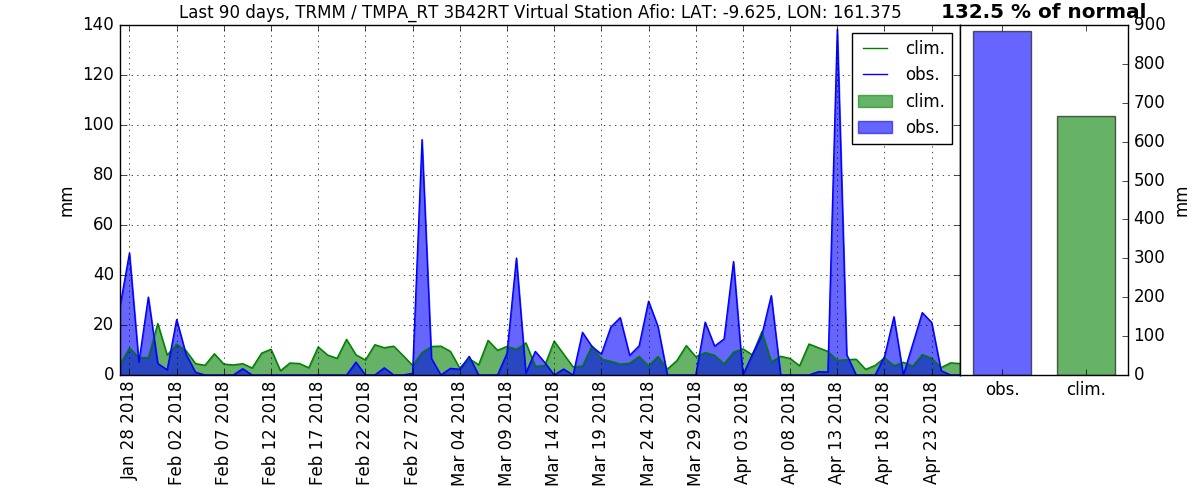 Last 90 days, TRMM / TMPA_RT 3B42RT Virtual Station Afio: LAT: -9.625, LON: 161.375
132.5 % of normal
mm
140
120
100
80
60
40
20
0
clim.
obs.
clim.
obs.
900
800
700
600
500
400
300
200
100
0
mm
Jan 28 2018
Feb 02 2018
Feb 07 2018
Feb 12 2018
Feb 17 2018
Feb 22 2018
Feb 27 2018
Mar 04 2018
Mar 09 2018
Mar 14 2018
Mar 19 2018
Mar 24 2018
Mar 29 2018
Apr 03 2018
Apr 08 2018
Apr 13 2018
Apr 18 2018
Apr 23 2018
obs.
clim.